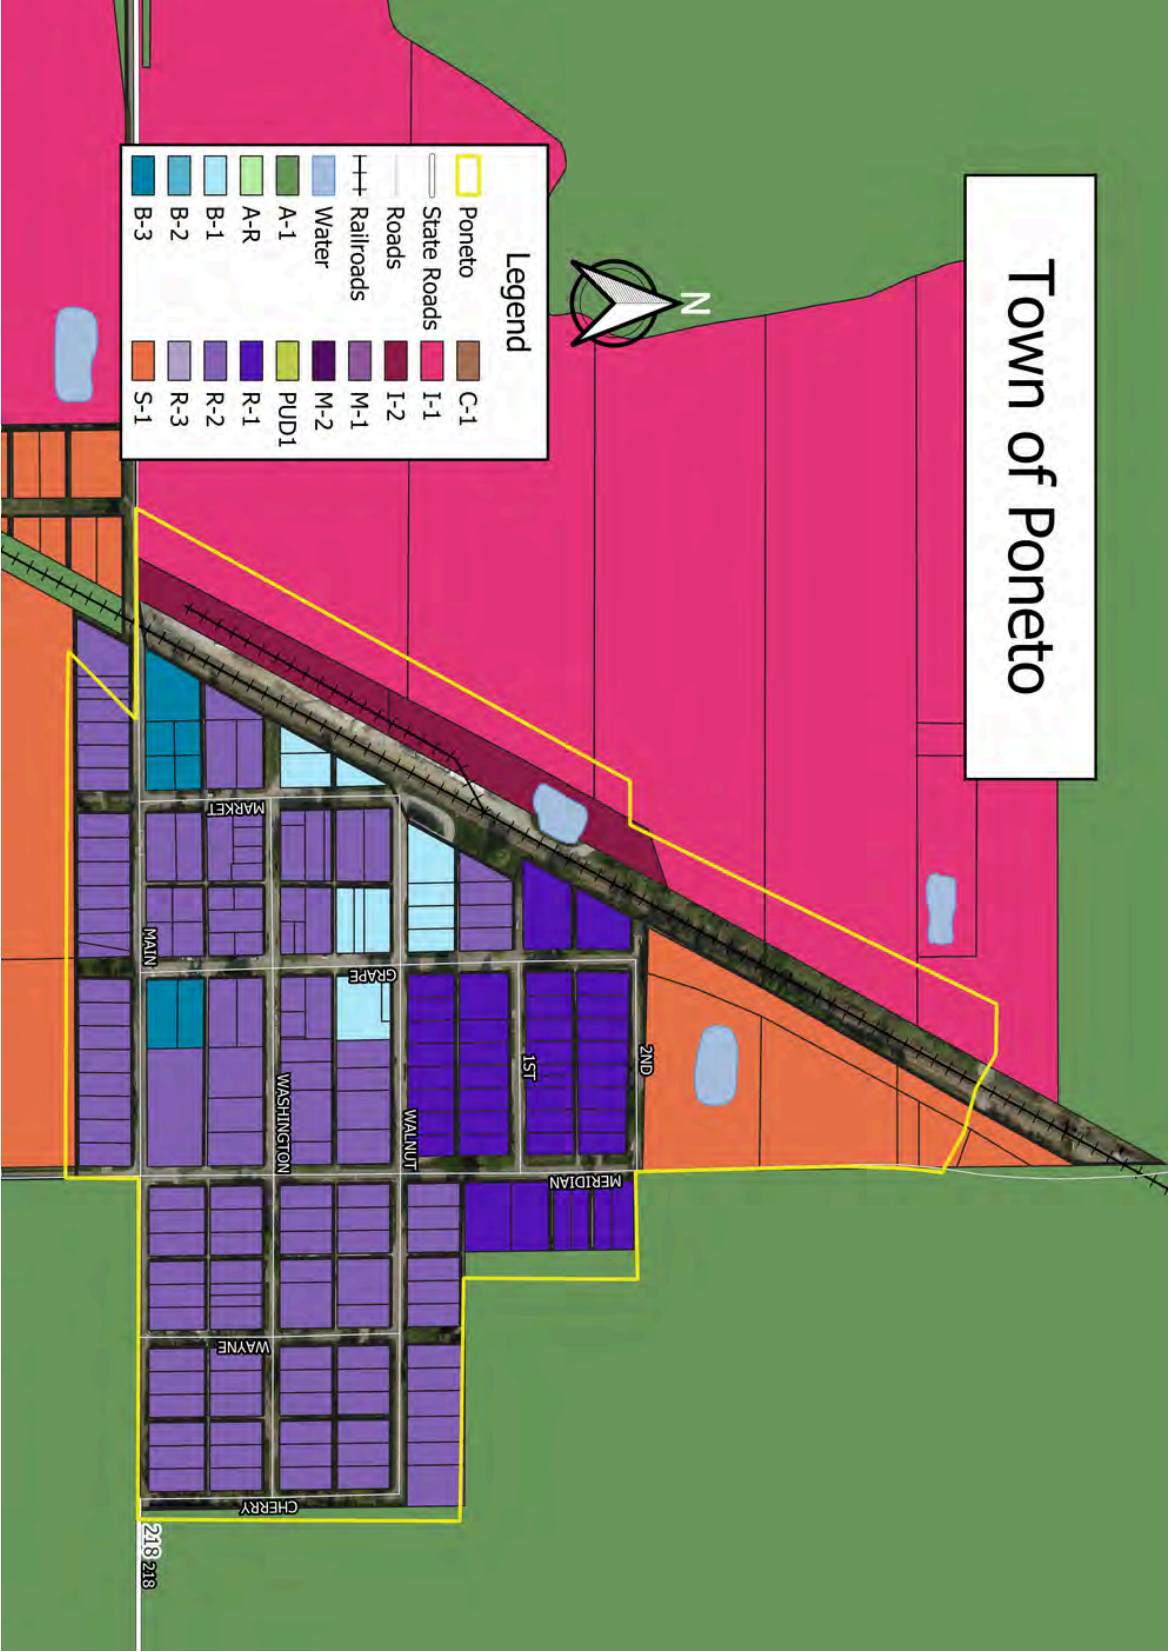 Town of Poneto
N
Legend
Poneto
State Roads
Roads
Railroads
Water
A-1
A-R
B-1
B-2
B-3
C-1
I-1
I-2
M-1
M-2
PUD1
R-1
R-2
R-3
S-1
2ND
1ST
MERIDIAN
WALNUT
GRAPE
MARKET
WASHINGTON
WAYNE
CHERRY
MAIN
218
218